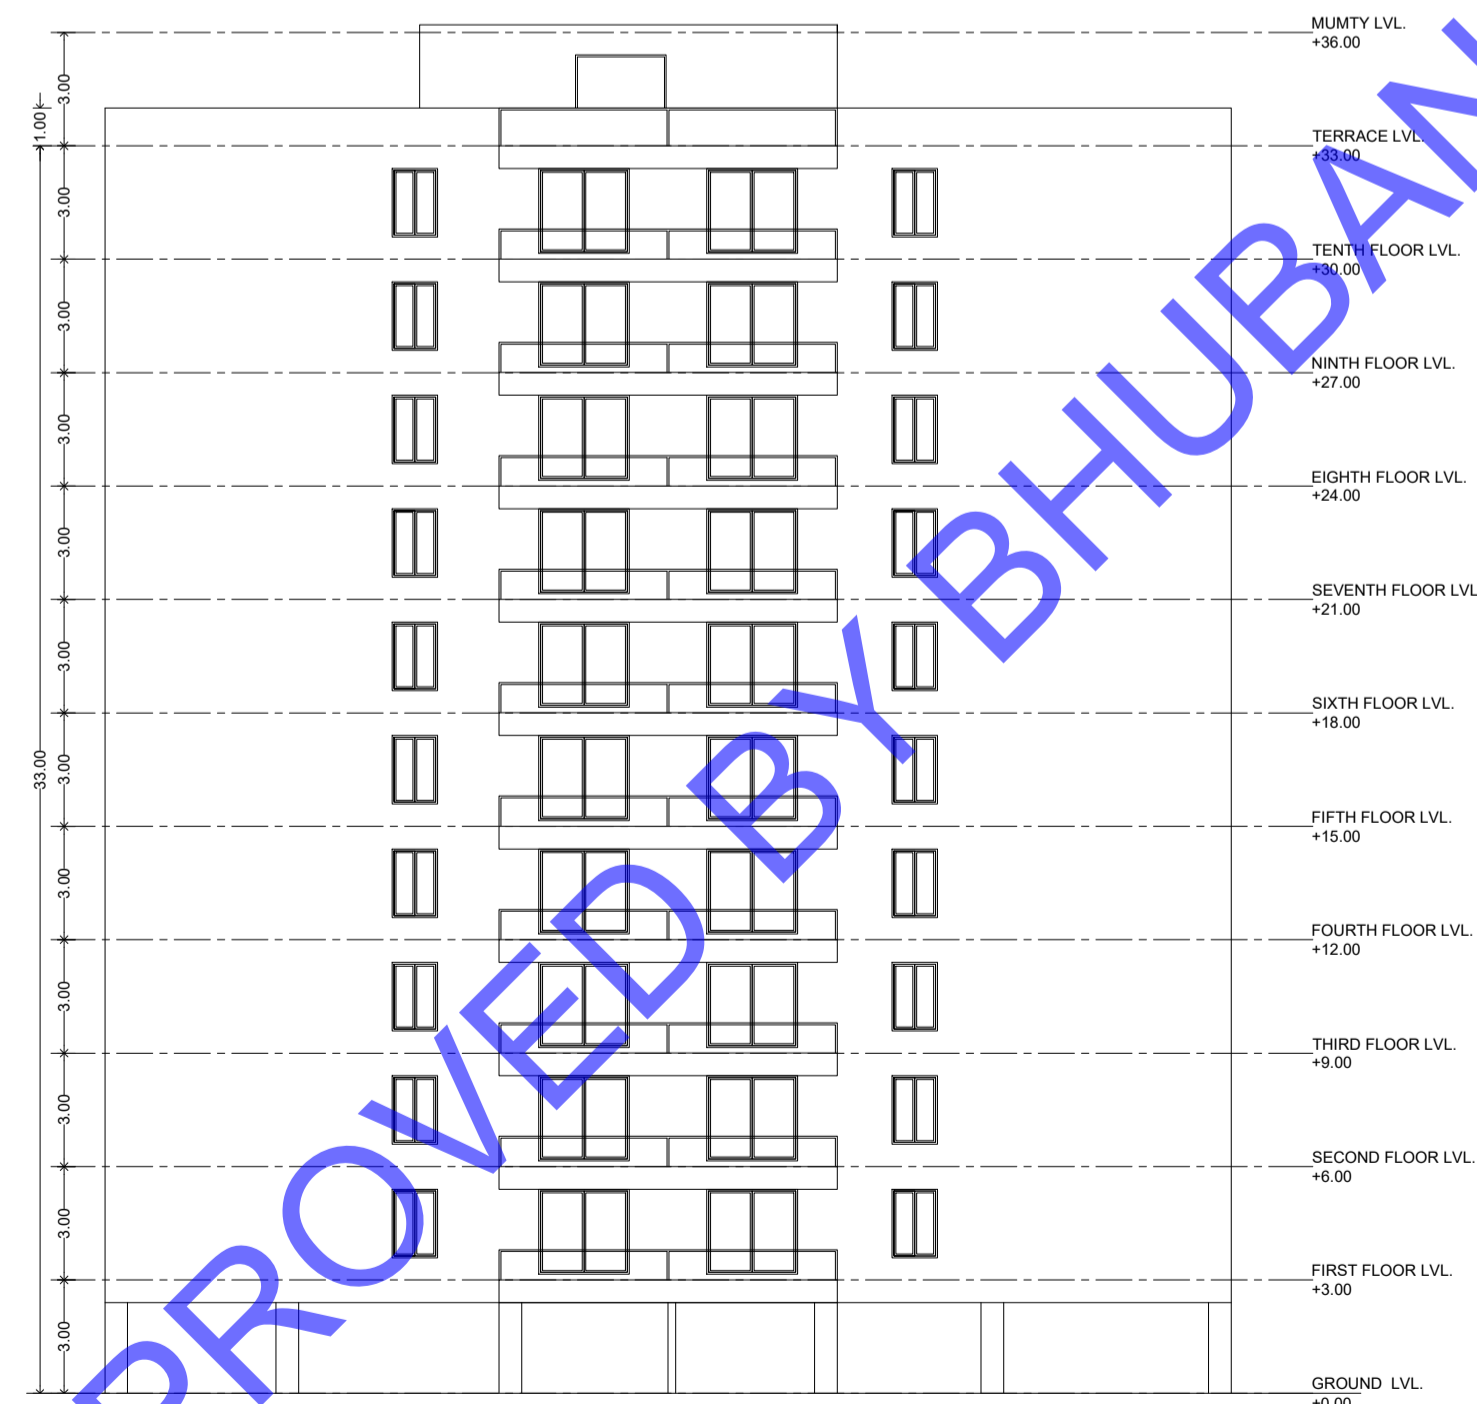 MUMTY LVL.
+36.00
3.00
1.00
TERRACE LVL.
+33.00
3.00
TENTH FLOOR LVL.
+30.00
3.00
NINTH FLOOR LVL.
+27.00
3.00
EIGHTH FLOOR LVL.
+24.00
3.00
SEVENTH FLOOR LVL
+21.00
3.00
SIXTH FLOOR LVL.
+18.00
33.00
3.00
FIFTH FLOOR LVL.
+15.00
3.00
FOURTH FLOOR LVL.
+12.00
3.00
THIRD FLOOR LVL.
+9.00
3.00
SECOND FLOOR LVL.
+6.00
3.00
FIRST FLOOR LVL.
+3.00
3.00
GROUND LVL.
+0.00
PROVED BY BHUBAN